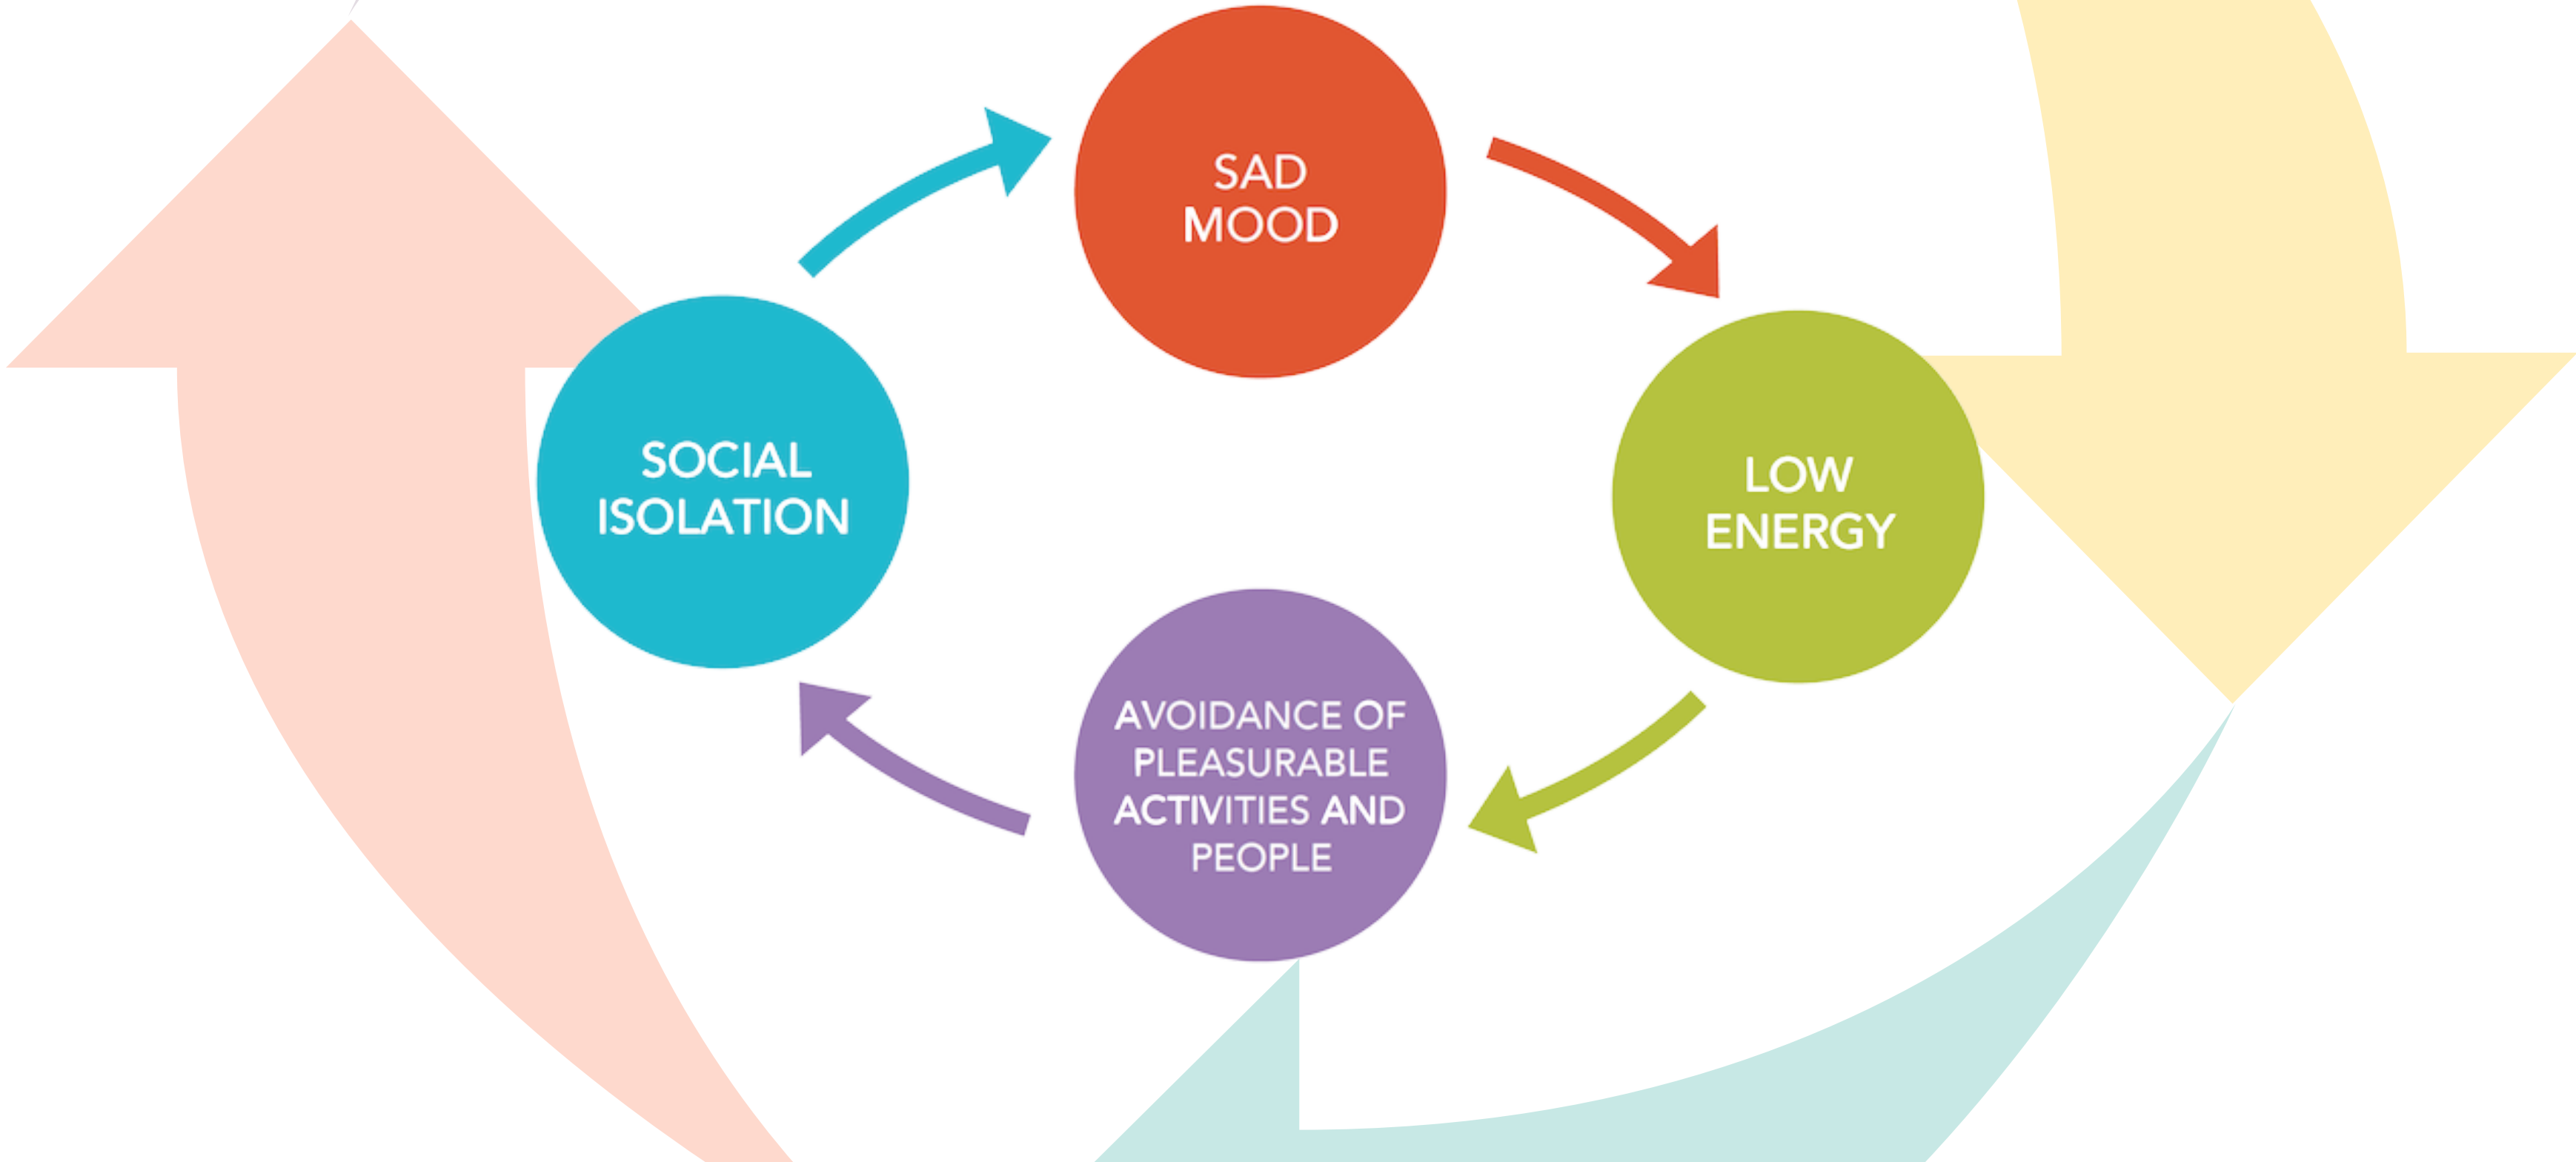 SAD
MOOD
LOW
ENERGY
AVOIDANCE OF
PLEASURABLE
ACTIVITIES AND
PEOPLE
SOCIAL
ISOLATION